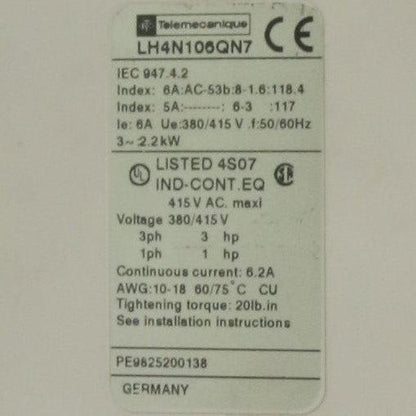 Telemecanique
LH4N106QN7 CE
IEC 947.4.2
Index: 6A:AC-53b:8-1.6:118.4
Index: 5A:-------: 6-3 :117
Ie: 6A Ue:380/415 V .f:50/60Hz
3~ :2.2kW
UL LISTED 4S07
IND-CONT.EQ
415 V AC. maxi
Voltage 380/415 V
3ph 3 hp
1ph 1 hp
Continuous current: 6.2A
AWG:10-18 60/75°C CU
Tightening torque: 20lb.in
See installation instructions
PE9825200138
GERMANY